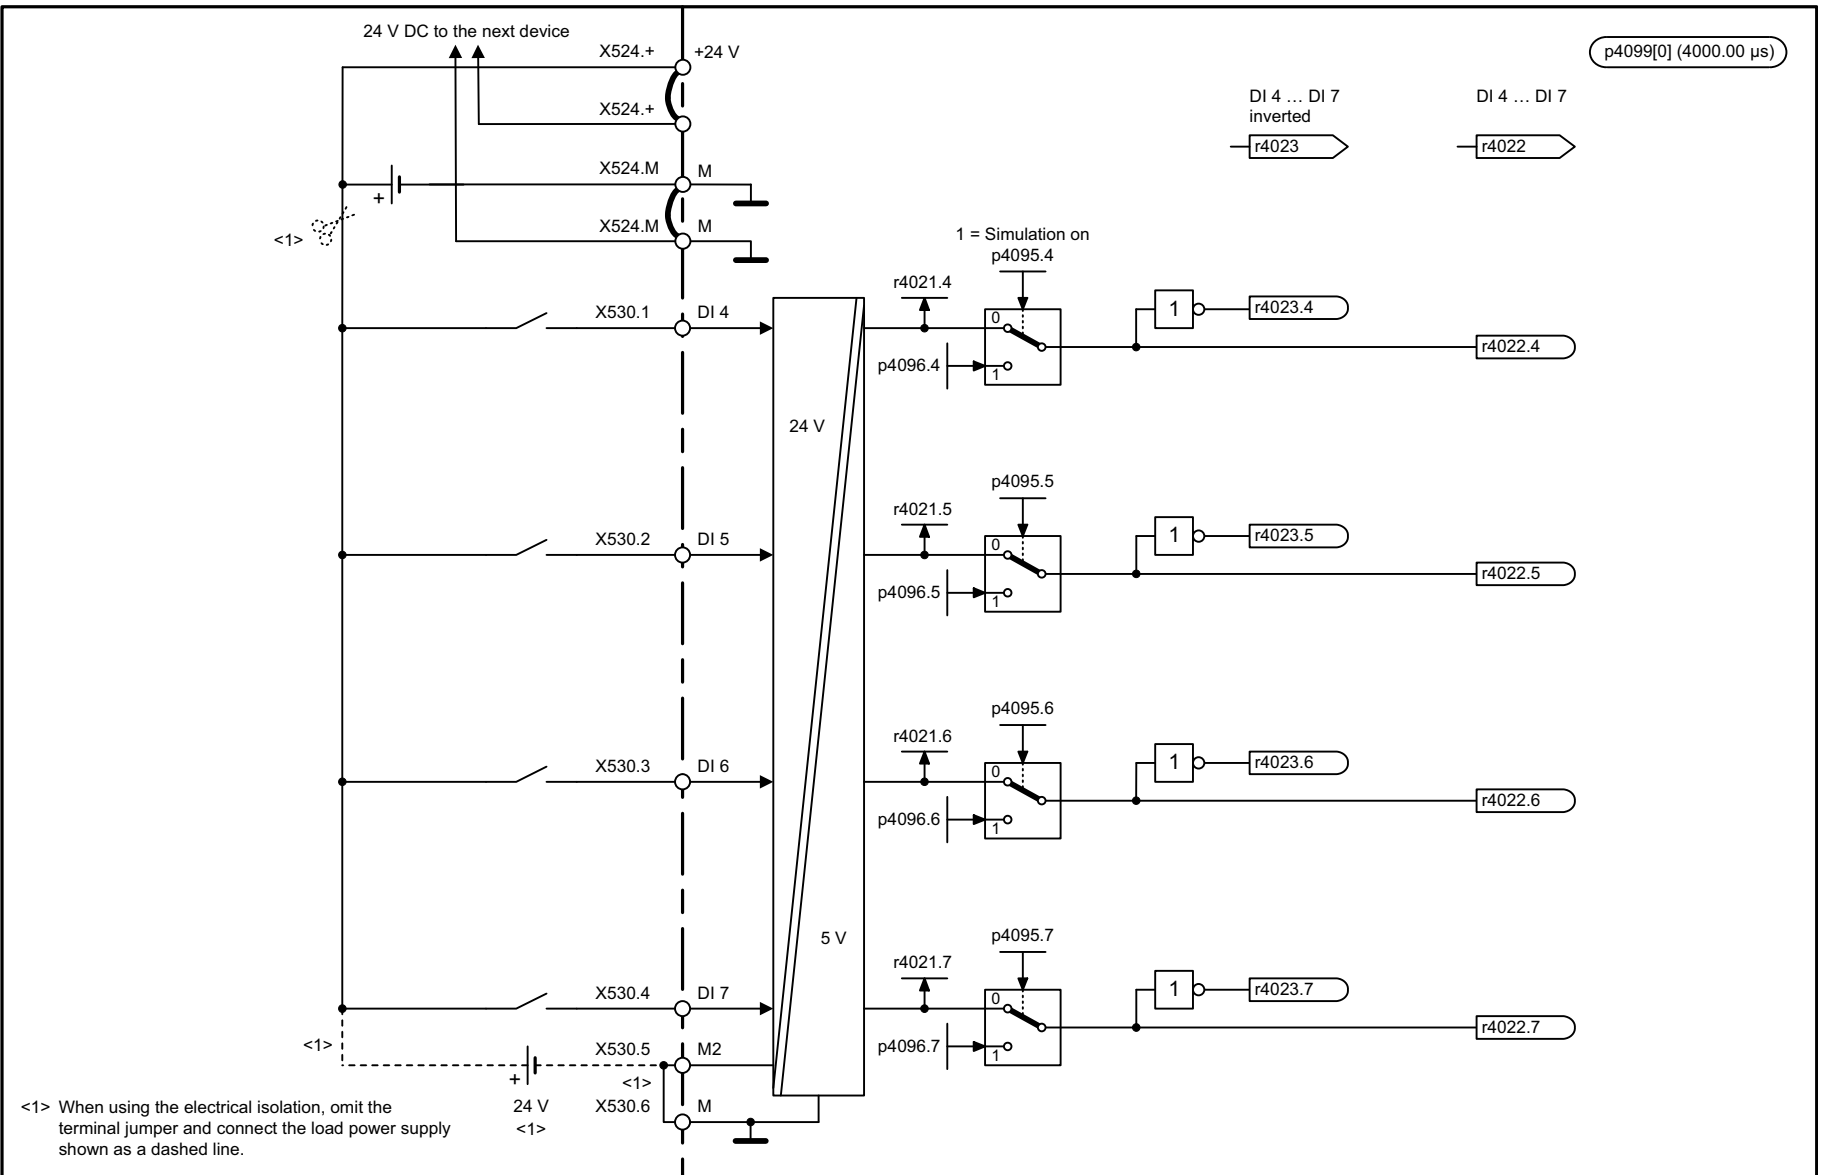 24 V DC to the next device
X524.+
+24 V
p4099[0] (4000.00 µs)
X524.+
DI 4 … DI 7
inverted
DI 4 … DI 7
r4023
r4022
X524.M
M
+
<1>
X524.M
M
1 = Simulation on
p4095.4
r4021.4
X530.1
DI 4
0
1
r4023.4
r4022.4
p4096.4
1
24 V
p4095.5
r4021.5
X530.2
DI 5
0
1
r4023.5
r4022.5
p4096.5
1
p4095.6
r4021.6
X530.3
DI 6
0
1
r4023.6
r4022.6
p4096.6
1
5 V
p4095.7
r4021.7
X530.4
DI 7
0
1
r4023.7
r4022.7
p4096.7
1
<1>
X530.5
M2
+
<1>
24 V
<1>
X530.6
M
<1> When using the electrical isolation, omit the
terminal jumper and connect the load power supply
shown as a dashed line.